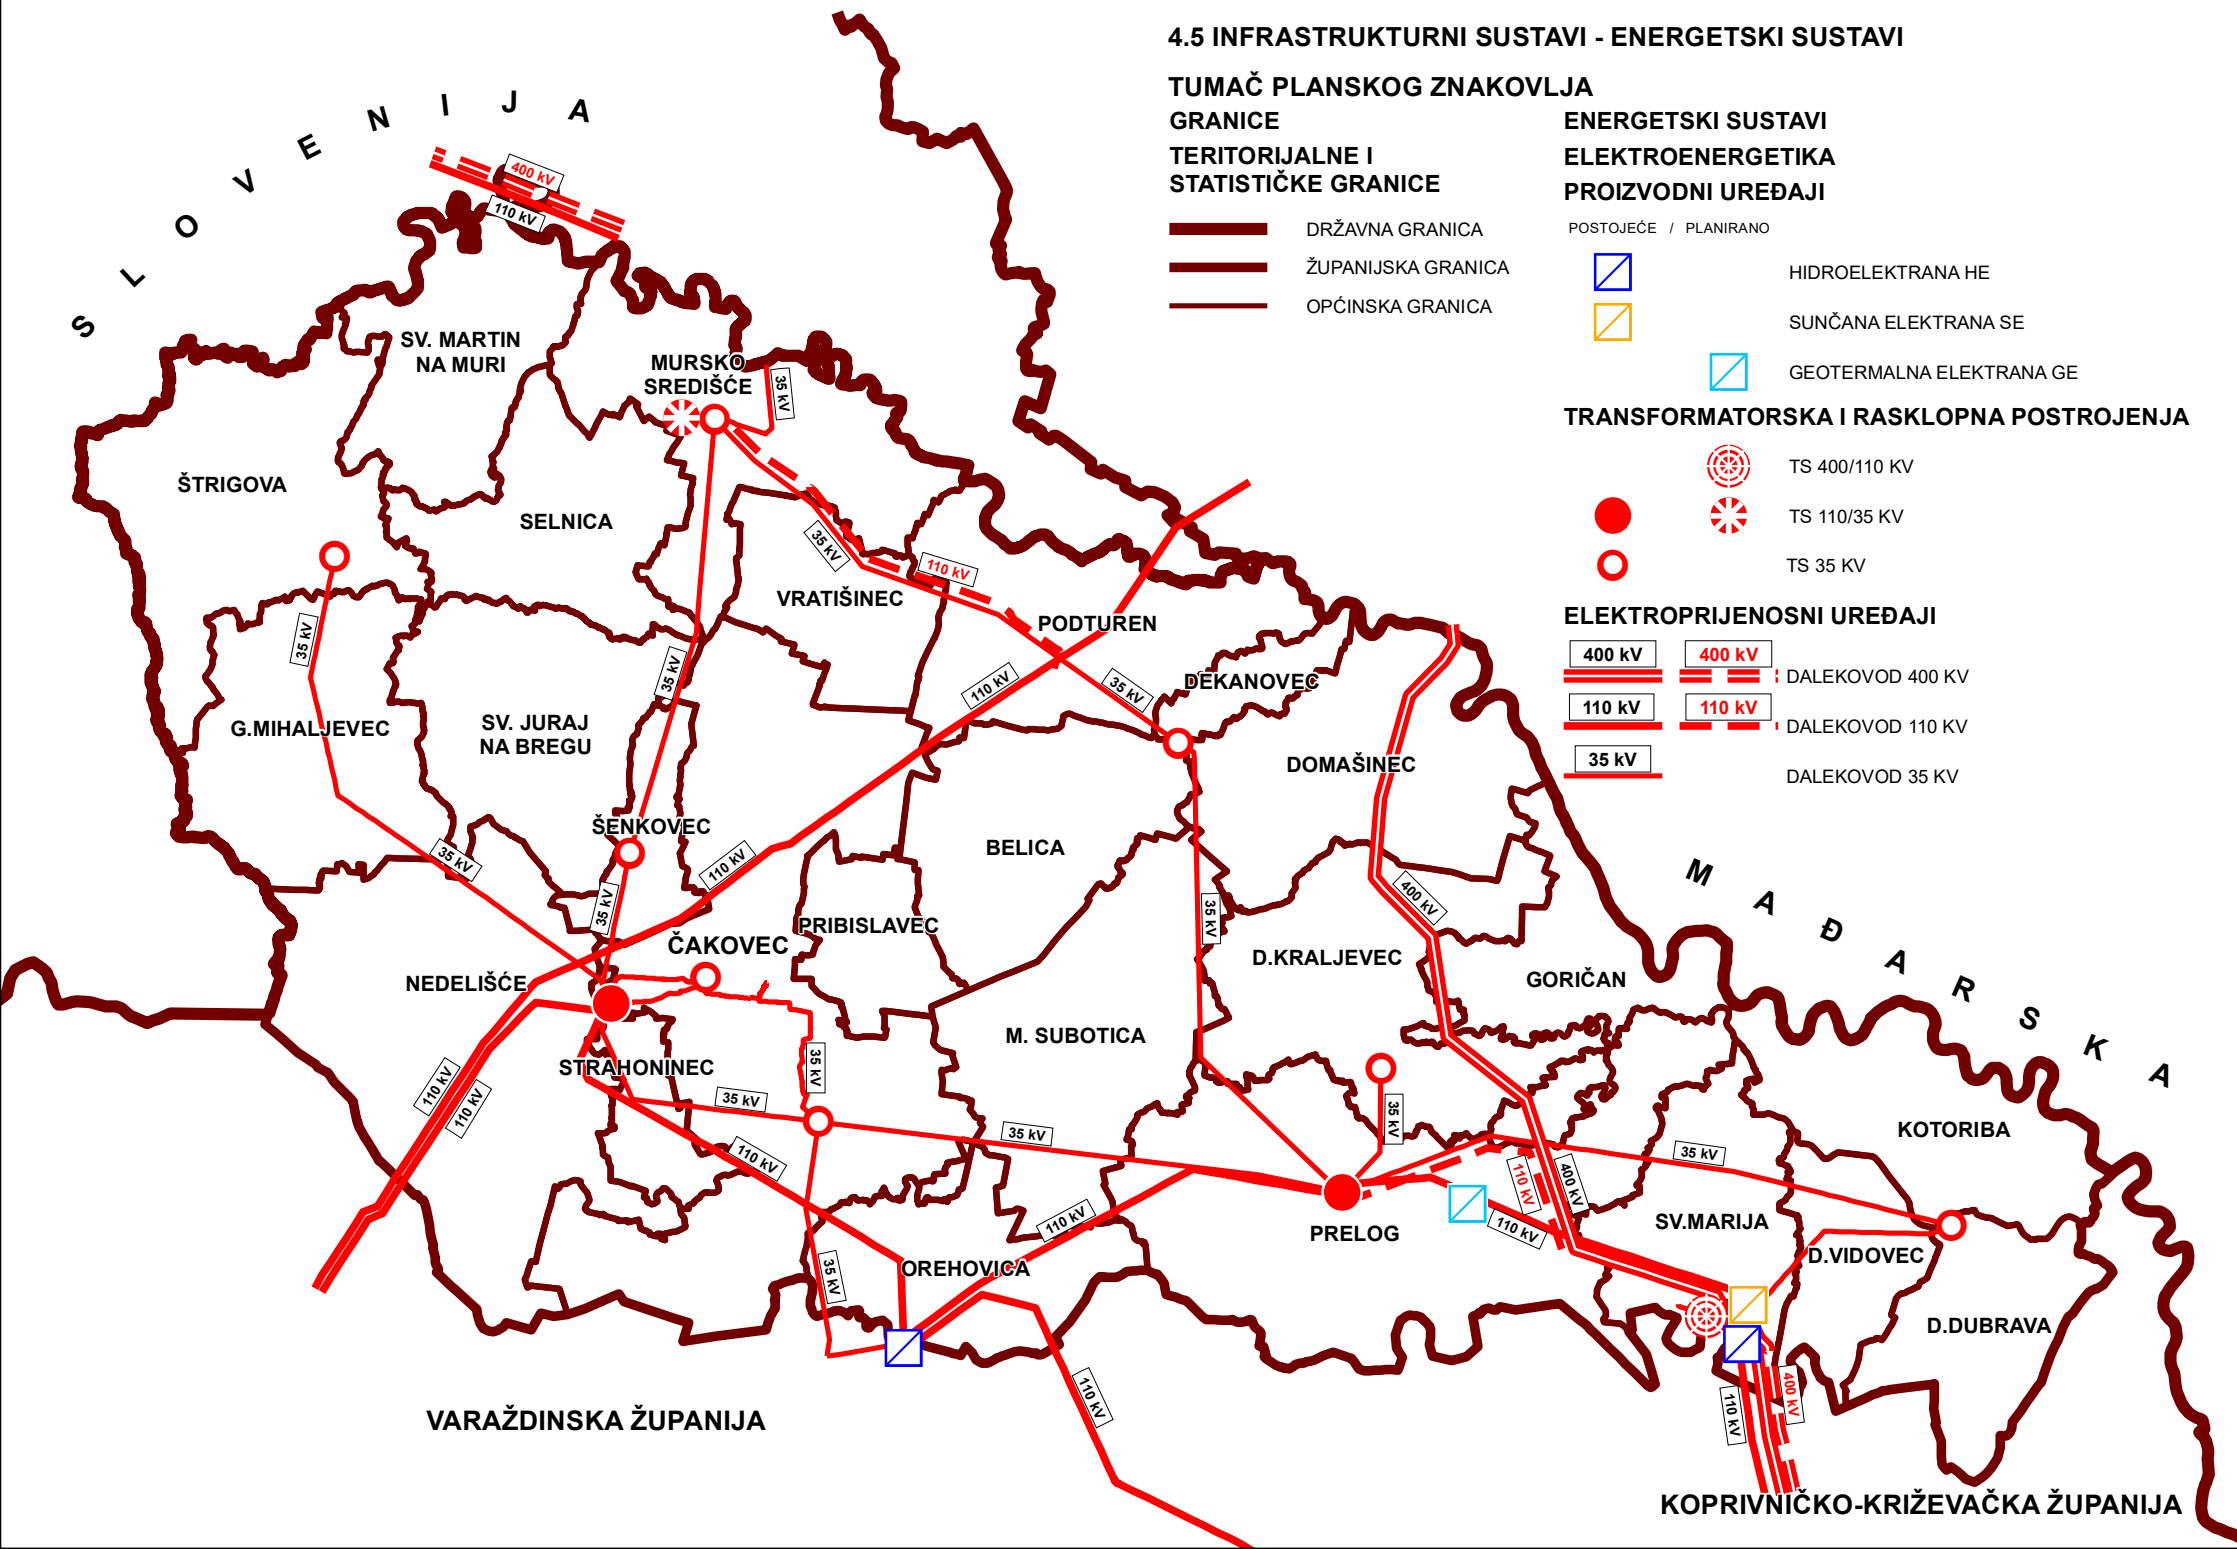 4.5 INFRASTRUKTURNI SUSTAVI - ENERGETSKI SUSTAVI
TUMAČ PLANSKOG ZNAKOVLJA
GRANICE
TERITORIJALNE I
STATISTIČKE GRANICE
DRŽAVNA GRANICA
ŽUPANIJSKA GRANICA
OPĆINSKA GRANICA
ENERGETSKI SUSTAVI
ELEKTROENERGETIKA
PROIZVODNI UREĐAJI
POSTOJEĆE / PLANIRANO
HIDROELEKTRANA HE
SUNČANA ELEKTRANA SE
GEOTERMALNA ELEKTRANA GE
TRANSFORMATORSKA I RASKLOPNA POSTROJENJA
TS 400/110 KV
TS 110/35 KV
TS 35 KV
ELEKTROPRIJENOSNI UREĐAJI
400 kV
400 kV
DALEKOVOD 400 KV
110 kV
110 kV
DALEKOVOD 110 KV
35 kV
DALEKOVOD 35 KV
SLOVENIJA
400 kV
110 kV
SV. MARTIN
NA MURI
MURSKO
SREDIŠĆE
35 kV
ŠTRIGOVA
SELNICA
35 kV
110 kV
VRATIŠINEC
PODTUREN
35 kV
35 kV
110 kV
35 kV
DEKANOVEC
G.MIHALJEVEC
SV. JURAJ
NA BREGU
DOMAŠINEC
ŠENKOVEC
35 kV
110 kV
BELICA
MAĐARSKA
35 kV
400 kV
35 kV
PRIBISLAVEC
ČAKOVEC
D.KRALJEVEC
NEDELIŠĆE
GORIČAN
M. SUBOTICA
STRAHONINEC
35 kV
110 kV
110 kV
35 kV
35 kV
35 kV
KOTORIBA
110 kV
35 kV
110 kV
400 kV
110 kV
110 kV
PRELOG
SV.MARIJA
D.VIDOVEC
OREHOVICA
35 kV
D.DUBRAVA
110 kV
110 kV
400 kV
VARAŽDINSKA ŽUPANIJA
KOPRIVNIČKO-KRIŽEVAČKA ŽUPANIJA